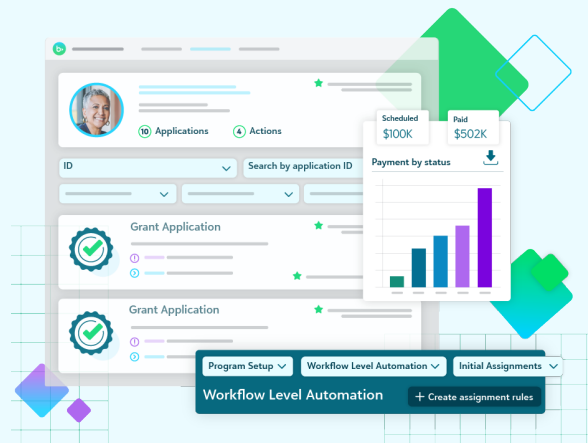 b.
10 Applications
4 Actions
Scheduled
$100K
Paid
$502K
ID
Search by application ID
Payment by status
Grant Application
Grant Application
Program Setup
Workflow Level Automation
Initial Assignments
Workflow Level Automation
+ Create assignment rules